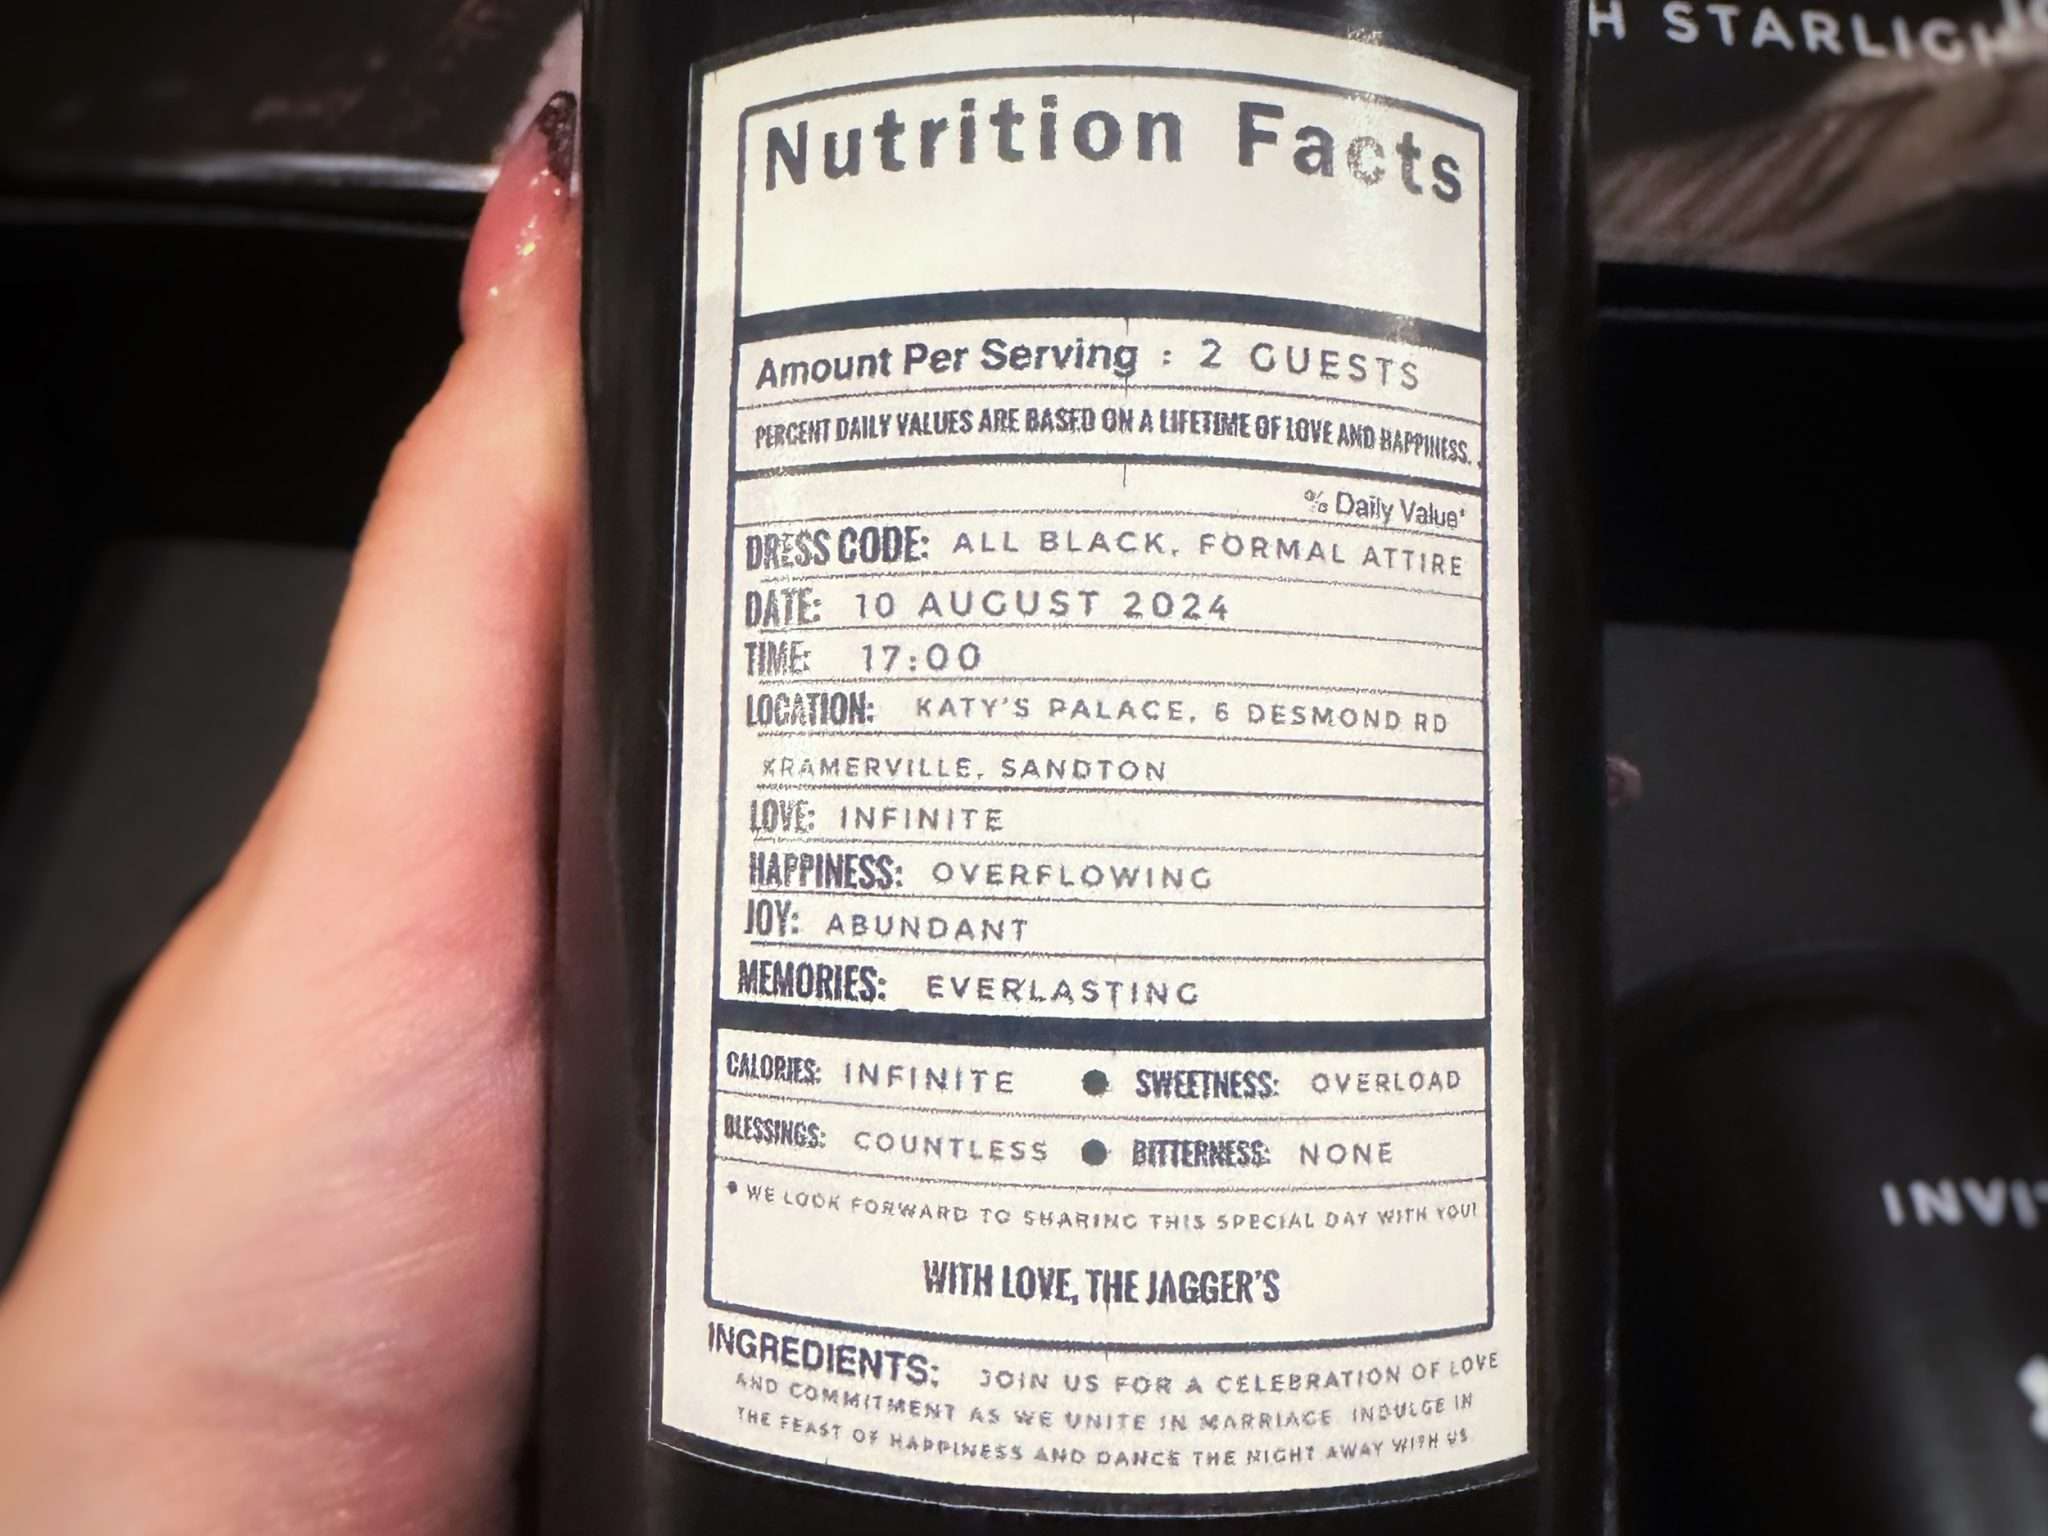 H STARLIGH
Nutrition Facts
Amount Per Serving : 2 GUESTS
PERCENT DAILY VALUES ARE BASED ON A LIFETIME OF LOVE AND HAPPINESS.
% Daily Value*
DRESS CODE: ALL BLACK, FORMAL ATTIRE
DATE: 10 AUGUST 2024
TIME: 17:00
LOCATION: KATY'S PALACE, 6 DESMOND RD
KRAMERVILLE, SANDTON
LOVE: INFINITE
HAPPINESS: OVERFLOWING
JOY: ABUNDANT
MEMORIES: EVERLASTING
CALORIES: INFINITE ● SWEETNESS: OVERLOAD
BLESSINGS: COUNTLESS ● BITTERNESS: NONE
* WE LOOK FORWARD TO SHARING THIS SPECIAL DAY WITH YOU!
WITH LOVE, THE JAGGER'S
INGREDIENTS: JOIN US FOR A CELEBRATION OF LOVE
AND COMMITMENT AS WE UNITE IN MARRIAGE. INDULGE IN
THE FEAST OF HAPPINESS AND DANCE THE NIGHT AWAY WITH US
INVIT